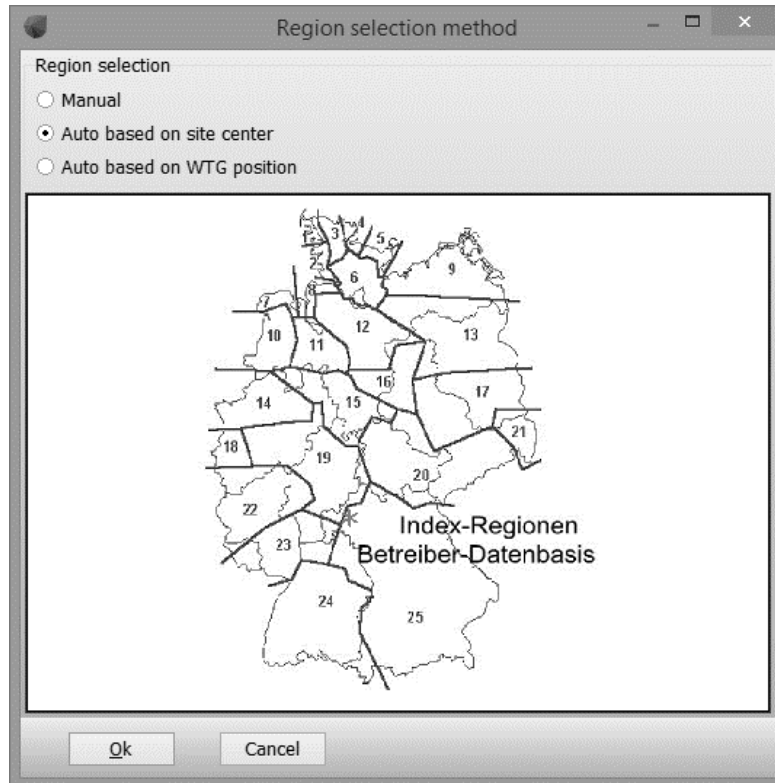 Region selection method
Region selection
Manual
Auto based on site center
Auto based on WTG position
1
3
4
5
2
6
9
7
8
12
13
10
11
16
17
14
15
21
18
19
20
22
Index-Regionen
Betreiber-Datenbasis
23
24
25
Ok
Cancel